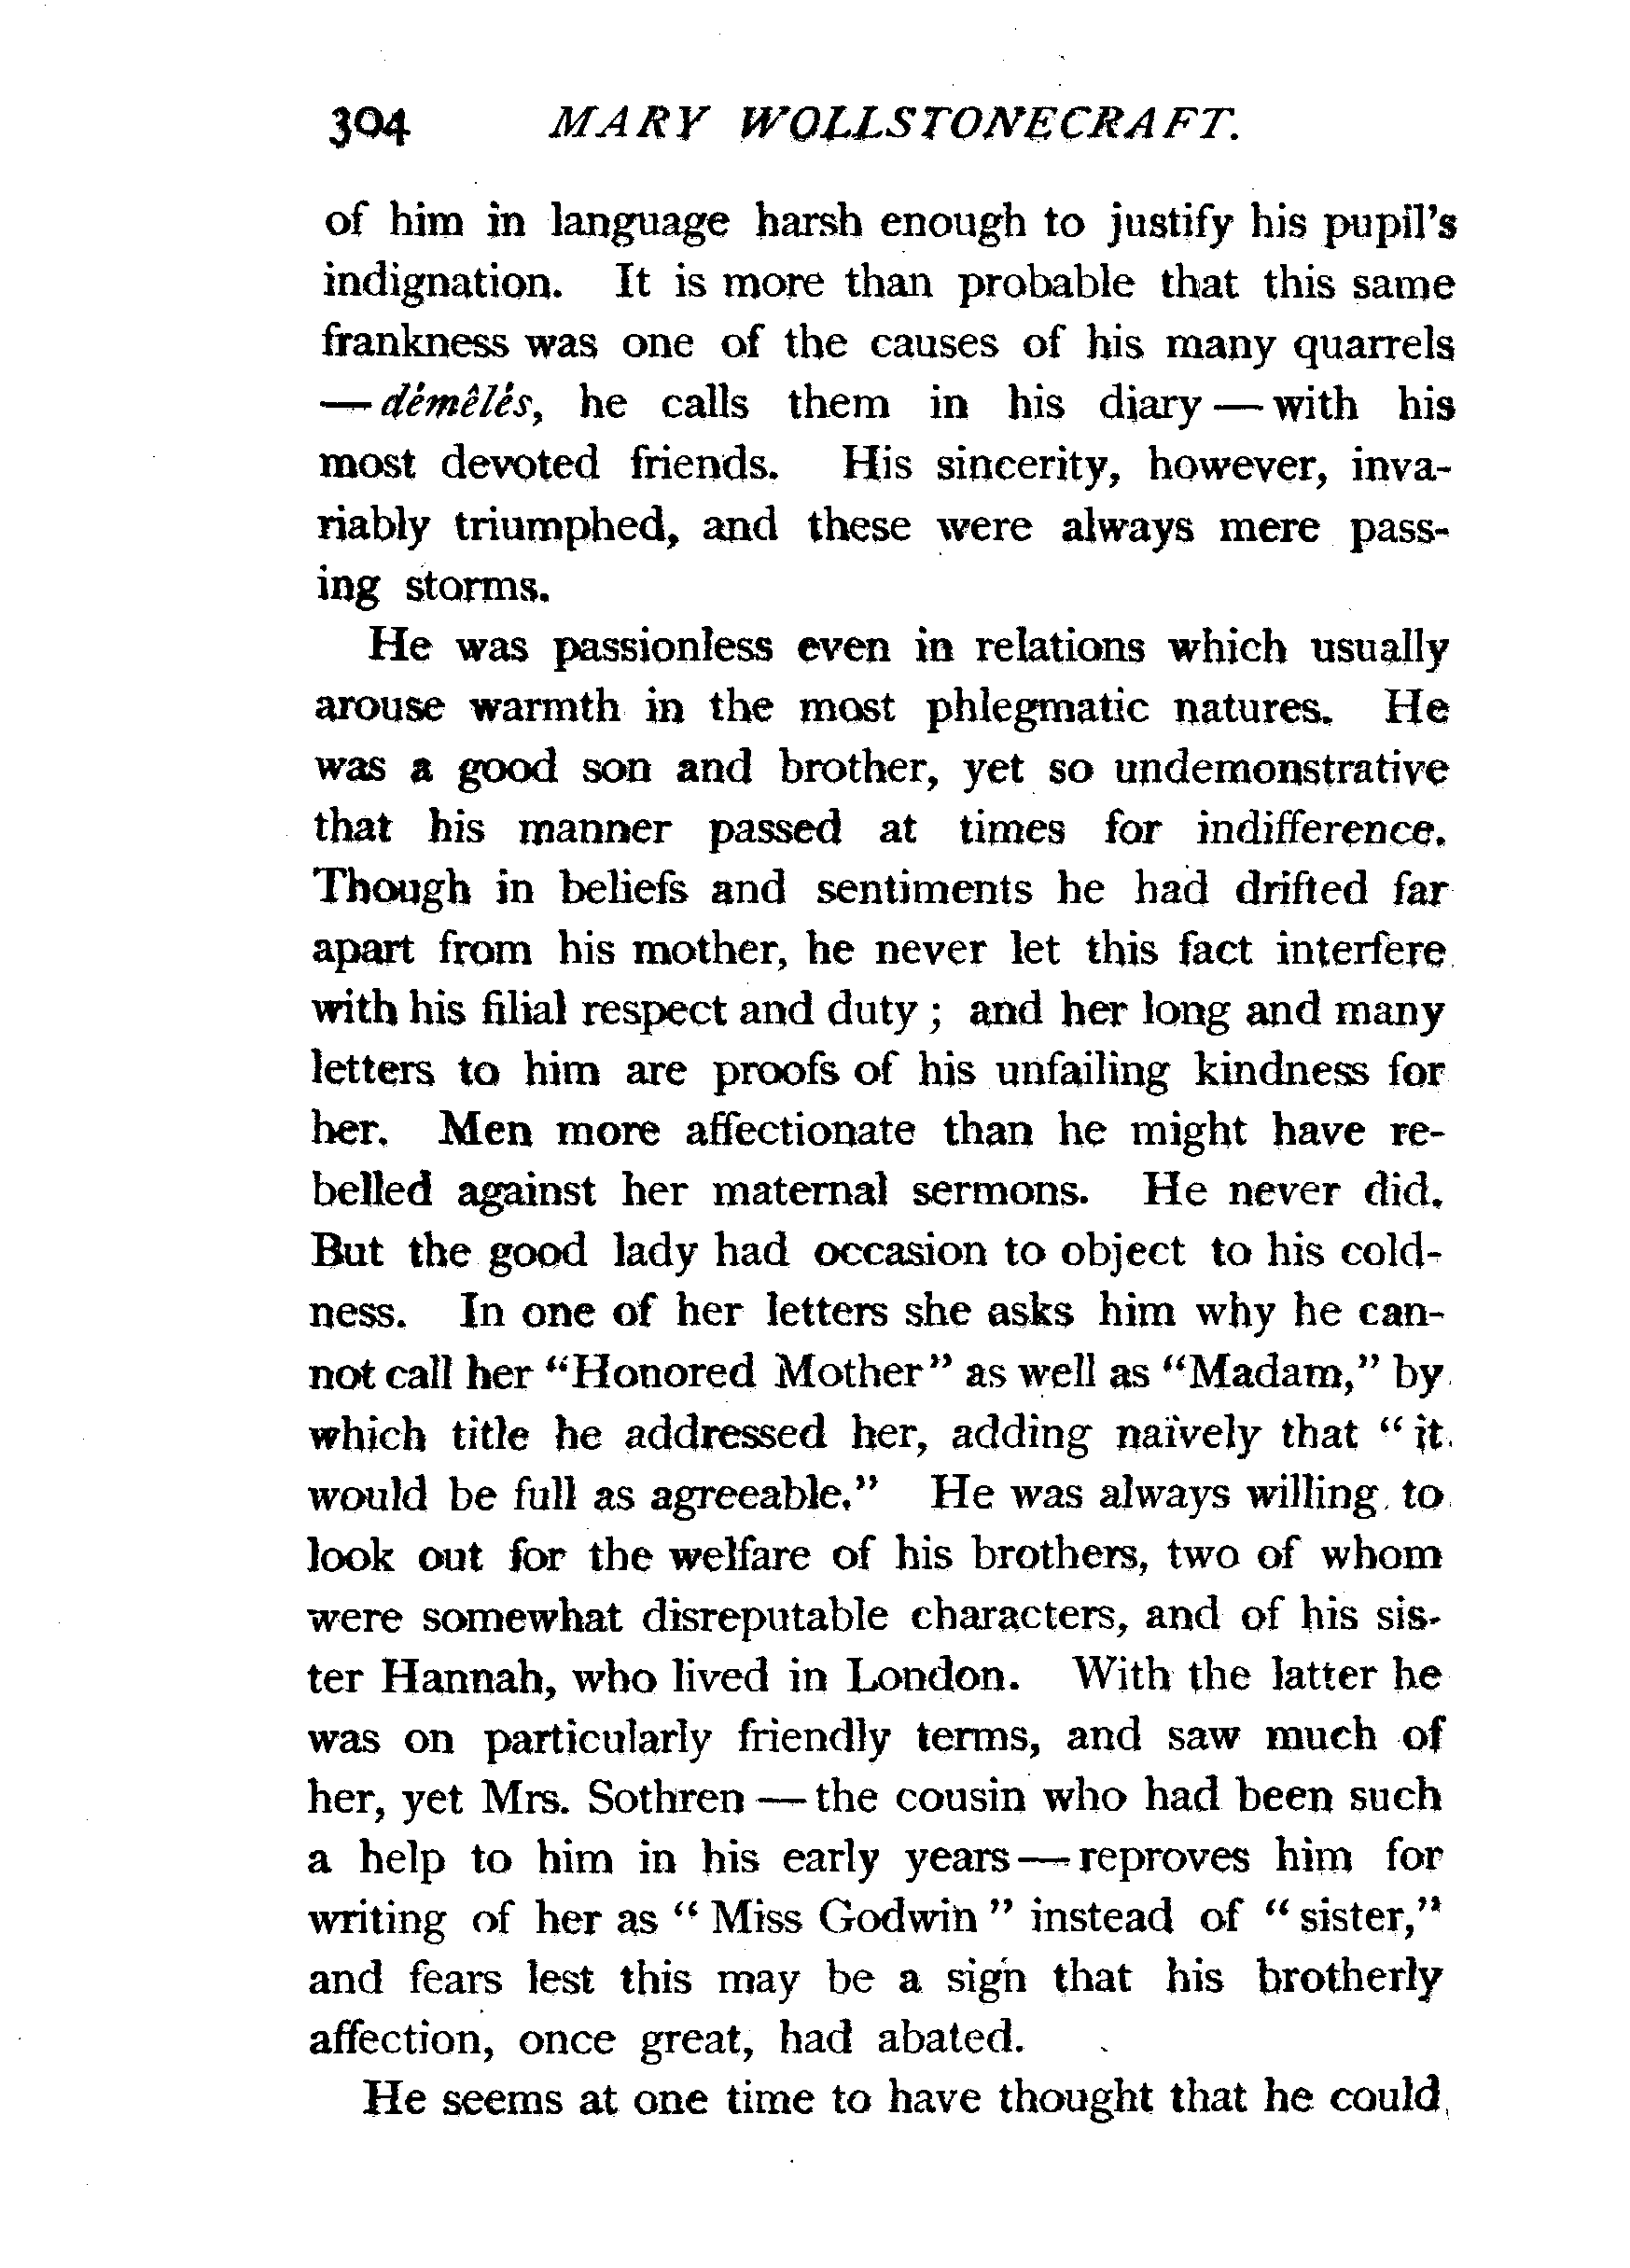 304 MARY WOLLSTONECRAFT.
of him in language harsh enough to justify his pupil's
indignation. It is more than probable that this same
frankness was one of the causes of his many quarrels
— démêlés, he calls them in his diary — with his
most devoted friends. His sincerity, however, inva-
riably triumphed, and these were always mere pass-
ing storms.
He was passionless even in relations which usually
arouse warmth in the most phlegmatic natures. He
was a good son and brother, yet so undemonstrative
that his manner passed at times for indifference.
Though in beliefs and sentiments he had drifted far
apart from his mother, he never let this fact interfere
with his filial respect and duty ; and her long and many
letters to him are proofs of his unfailing kindness for
her. Men more affectionate than he might have re-
belled against her maternal sermons. He never did.
But the good lady had occasion to object to his cold-
ness. In one of her letters she asks him why he can-
not call her "Honored Mother" as well as "Madam," by
which title he addressed her, adding naïvely that "it
would be full as agreeable." He was always willing to
look out for the welfare of his brothers, two of whom
were somewhat disreputable characters, and of his sis-
ter Hannah, who lived in London. With the latter he
was on particularly friendly terms, and saw much of
her, yet Mrs. Sothren — the cousin who had been such
a help to him in his early years — reproves him for
writing of her as "Miss Godwin" instead of "sister,"
and fears lest this may be a sign that his brotherly
affection, once great, had abated.
He seems at one time to have thought that he could